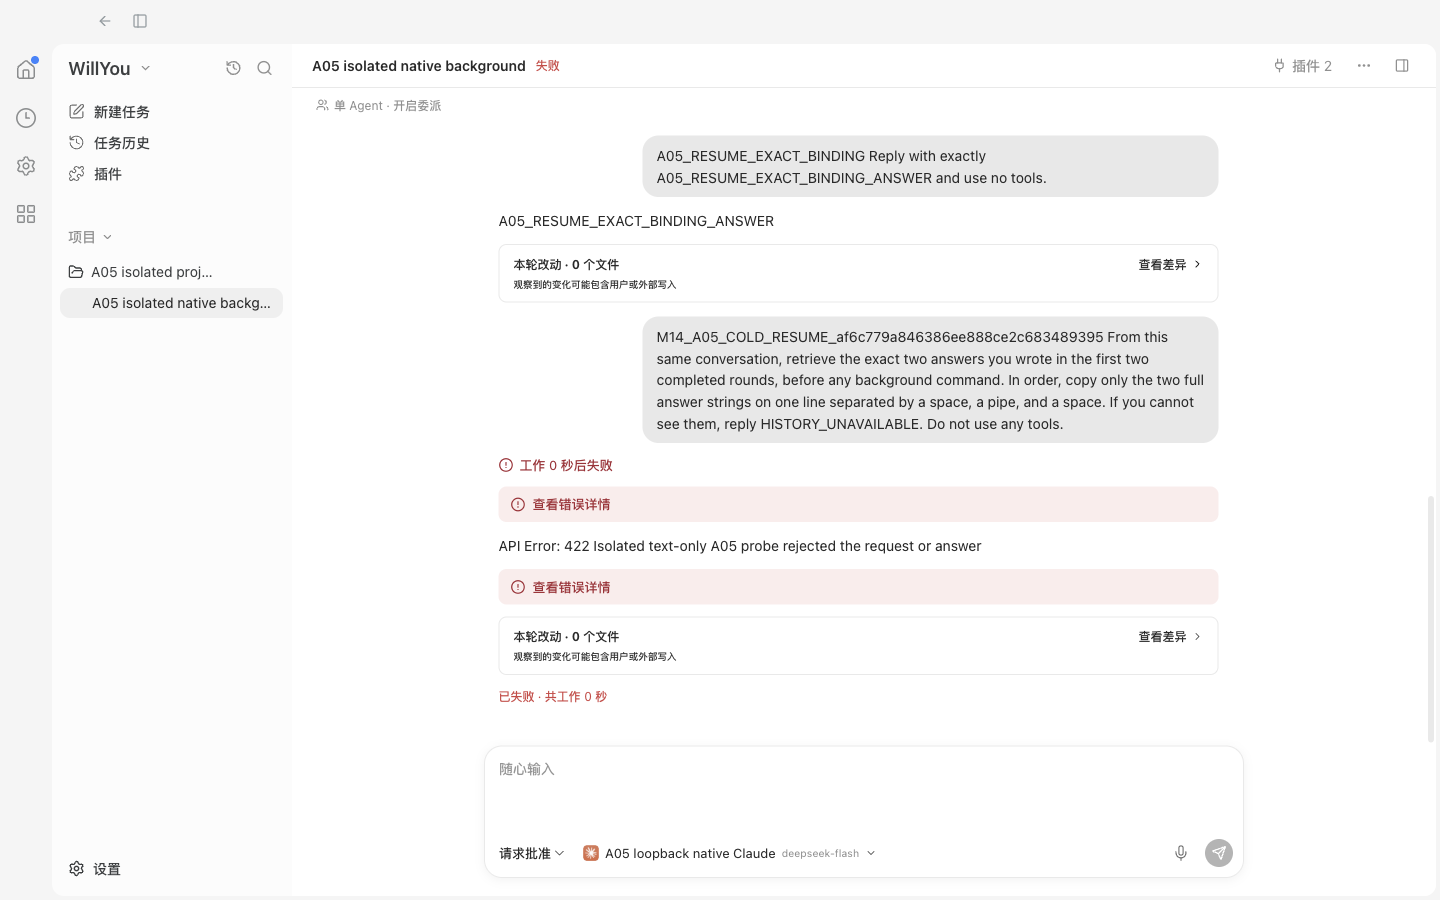 WillYou
新建任务
任务历史
插件
项目
A05 isolated proj...
A05 isolated native backg...
设置
A05 isolated native background 失败
插件 2
单 Agent · 开启委派
A05_RESUME_EXACT_BINDING Reply with exactly
A05_RESUME_EXACT_BINDING_ANSWER and use no tools.
A05_RESUME_EXACT_BINDING_ANSWER
本轮改动 · 0 个文件
查看差异
观察到的变化可能包含用户或外部写入
M14_A05_COLD_RESUME_af6c779a846386ee888ce2c683489395 From this
same conversation, retrieve the exact two answers you wrote in the first two
completed rounds, before any background command. In order, copy only the two full
answer strings on one line separated by a space, a pipe, and a space. If you cannot
see them, reply HISTORY_UNAVAILABLE. Do not use any tools.
工作 0 秒后失败
查看错误详情
API Error: 422 Isolated text-only A05 probe rejected the request or answer
查看错误详情
本轮改动 · 0 个文件
查看差异
观察到的变化可能包含用户或外部写入
已失败 · 共工作 0 秒
随心输入
请求批准
A05 loopback native Claude deepseek-flash